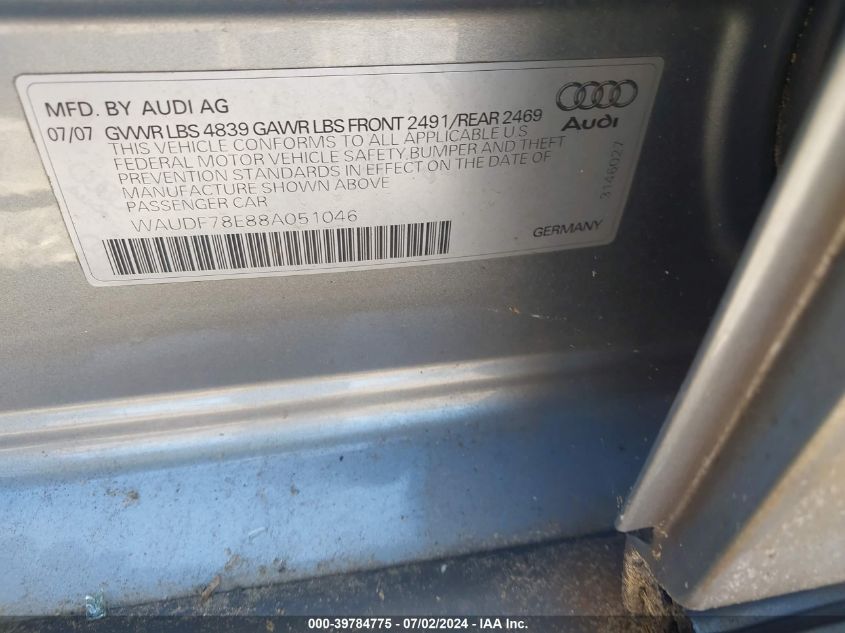 MFD. BY AUDI AG
07/07 GVWR LBS 4839 GAWR LBS FRONT 2491/REAR 2469
THIS VEHICLE CONFORMS TO ALL APPLICABLE U.S
FEDERAL MOTOR VEHICLE SAFETY,BUMPER AND THEFT
PREVENTION STANDARDS IN EFFECT ON THE DATE OF
MANUFACTURE SHOWN ABOVE
PASSENGER CAR
WAUDF78E88A051046
Audi
3146027
GERMANY
000-39784775 - 07/02/2024 - IAA Inc.